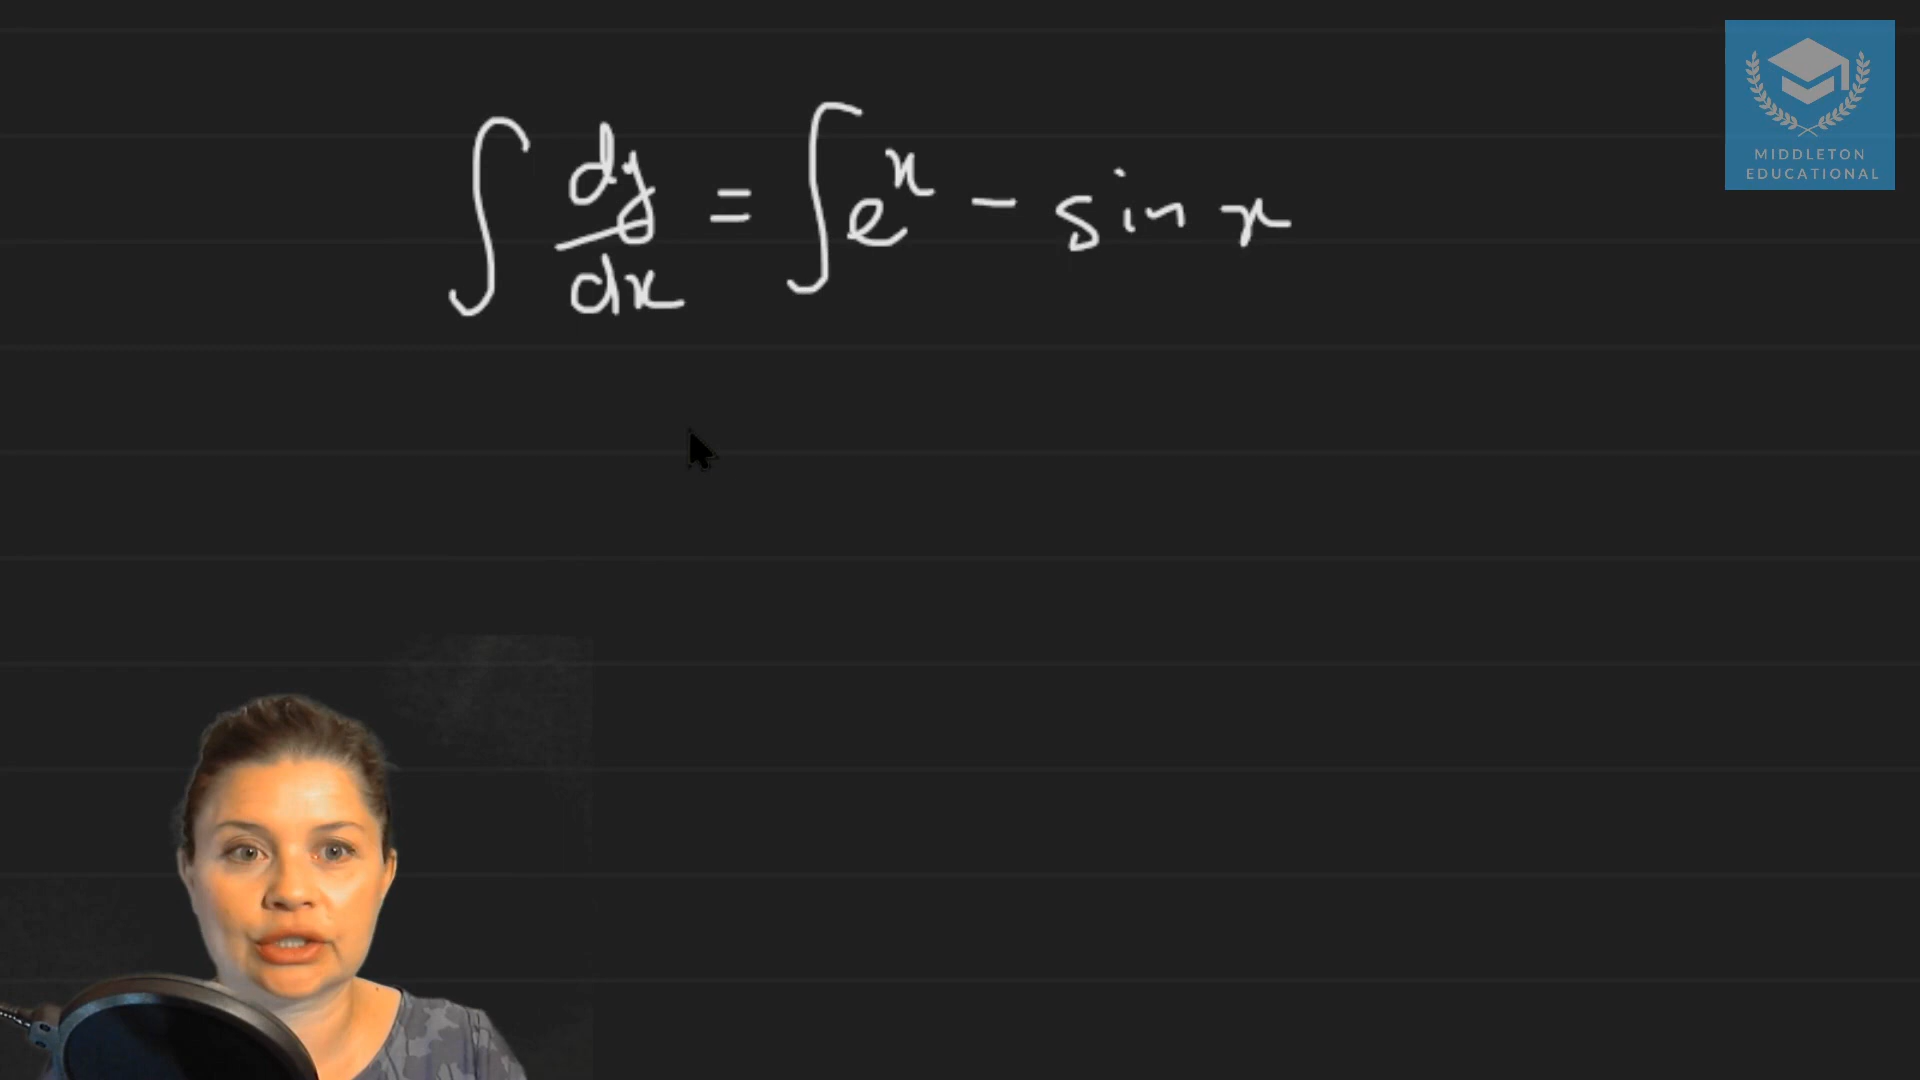 ∫ dy/dx = ∫ e^x - sin x
MIDDLETON
EDUCATIONAL